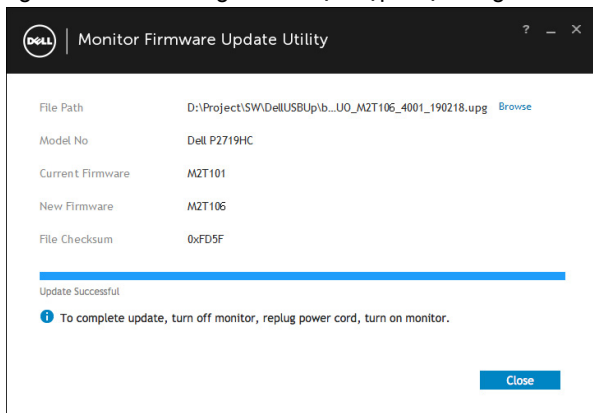 DELL
Monitor Firmware Update Utility
? _ ×
File Path D:\Project\SW\DellUSBUp\b...UO_M2T106_4001_190218.upg Browse
Model No Dell P2719HC
Current Firmware M2T101
New Firmware M2T106
File Checksum 0xFD5F
Update Successful
To complete update, turn off monitor, replug power cord, turn on monitor.
Close